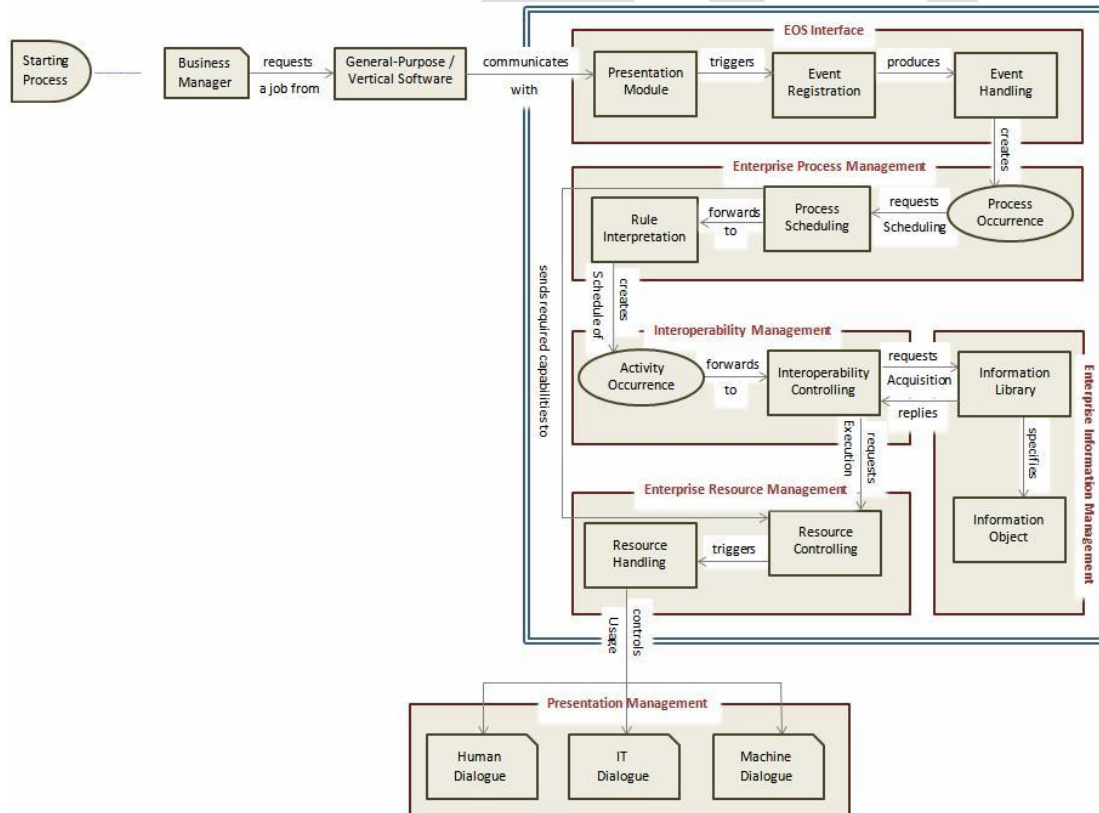 EOS Interface
Starting
Process
Business
Manager
requests
a job from
General-Purpose /
Vertical Software
communicates
with
Presentation
Module
triggers
Event
Registration
produces
Event
Handling
creates
Enterprise Process Management
Process
Occurrence
requests
Scheduling
Process
Scheduling
forwards
to
Rule
Interpretation
creates
Schedule of
sends required capabilities to
Interoperability Management
Activity
Occurrence
forwards
to
Interoperability
Controlling
requests
Acquisition
replies
Information
Library
specifies
Information
Object
Enterprise Information Management
requests
Execution
Enterprise Resource Management
Resource
Controlling
triggers
Resource
Handling
controls
Usage
Presentation Management
Human
Dialogue
IT
Dialogue
Machine
Dialogue